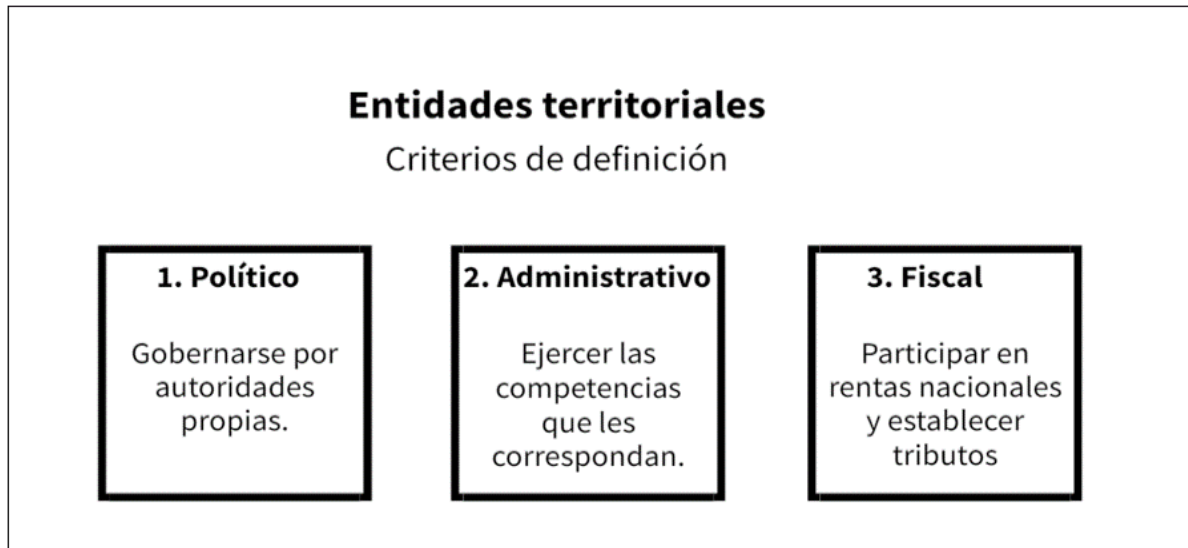 Entidades territoriales
Criterios de definición
1. Político
Gobernarse por
autoridades
propias.
2. Administrativo
Ejercer las
competencias
que les
correspondan.
3. Fiscal
Participar en
rentas nacionales
y establecer
tributos